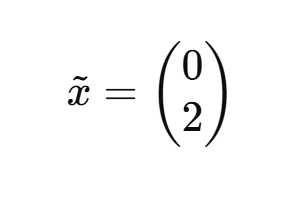 x̃ = (0
2)